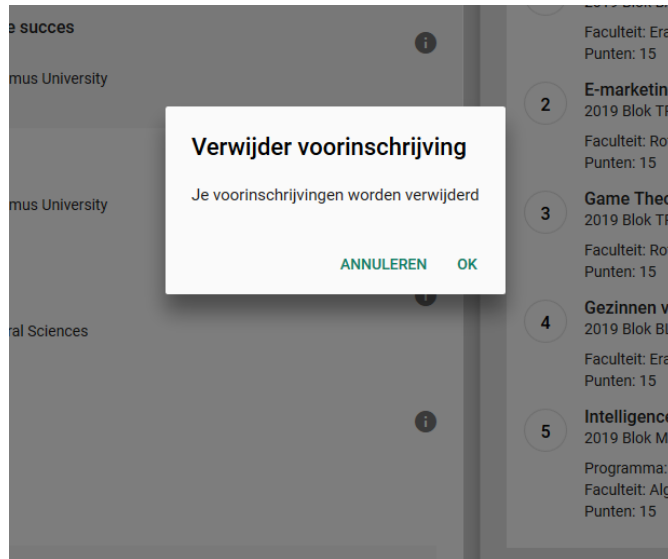 e succes
mus University
mus University
ral Sciences
Verwijder voorinschrijving
Je voorinschrijvingen worden verwijderd
ANNULEREN OK
Faculteit: Era
Punten: 15
2
E-marketin
2019 Blok TR
Faculteit: Ro
Punten: 15
3
Game Theo
2019 Blok TR
Faculteit: Ro
Punten: 15
4
Gezinnen v
2019 Blok BL
Faculteit: Era
Punten: 15
5
Intelligence
2019 Blok M
Programma:
Faculteit: Alg
Punten: 15